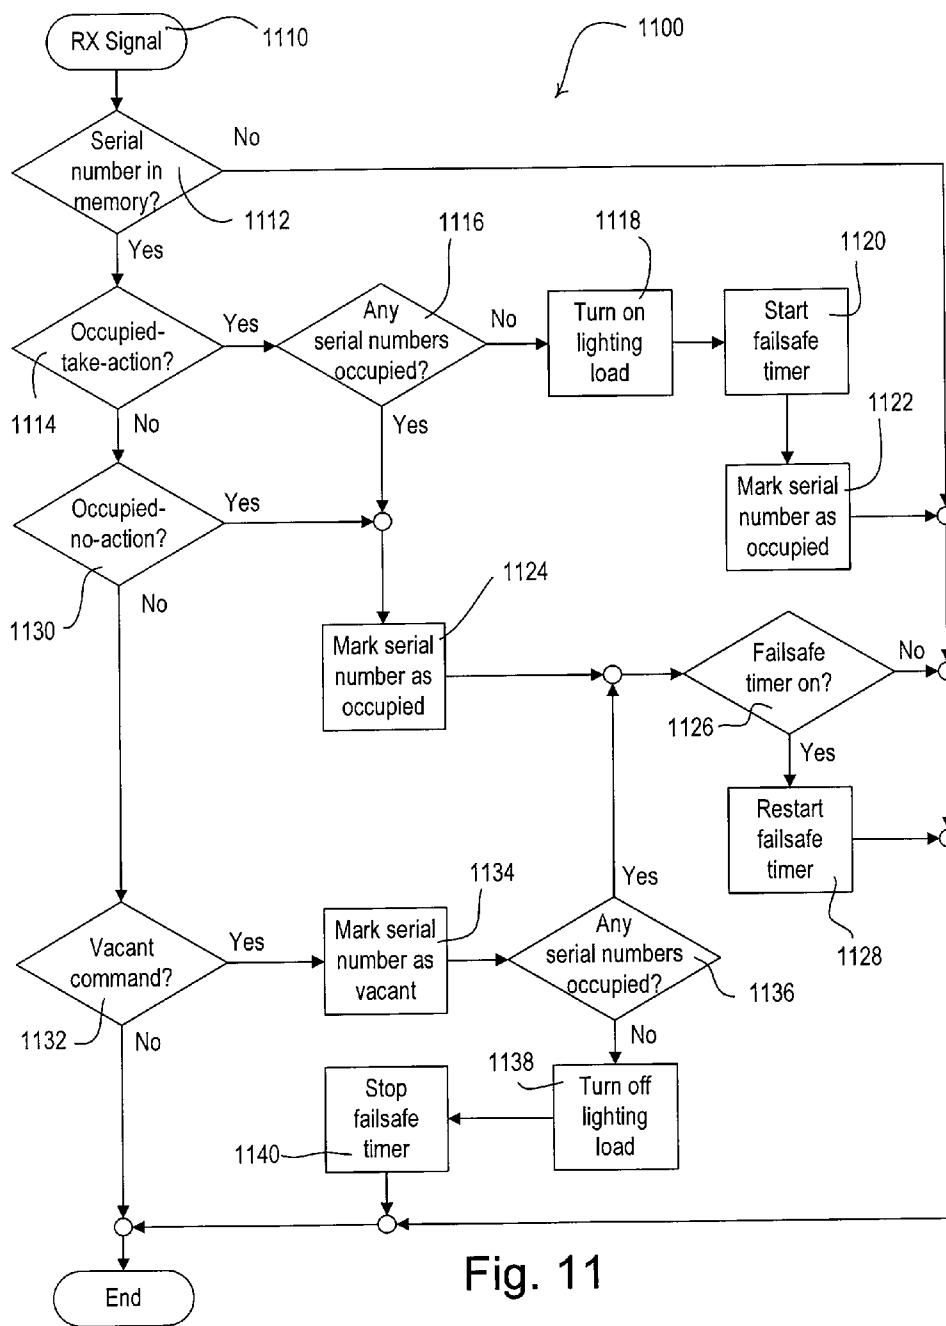 RX Signal
1110
1100
Serial
number in
memory?
No
1112
Yes
1116
1118
1120
Occupied-
take-action?
Yes
Any
serial numbers
occupied?
No
Turn on
lighting
load
Start
failsafe
timer
1114
No
Yes
1122
Occupied-
no-action?
Yes
Mark serial
number as
occupied
1130
No
1124
Mark serial
number as
occupied
Failsafe
timer on?
No
1126
Yes
Restart
failsafe
timer
1134
Yes
Vacant
command?
Yes
Mark serial
number as
vacant
Any
serial numbers
occupied?
1128
1136
1132
No
No
1138
Stop
failsafe
timer
Turn off
lighting
load
1140
Fig. 11
End